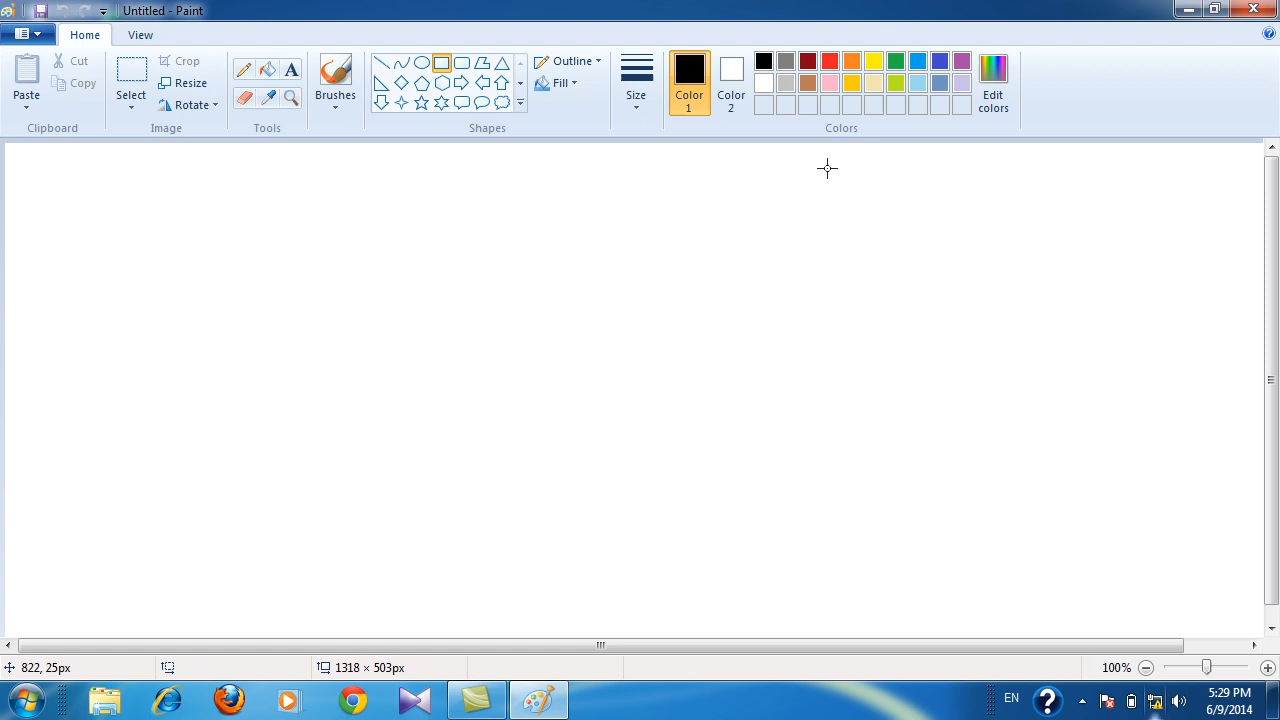 Untitled - Paint
Home View
Paste
Cut
Copy
Clipboard
Select
Crop
Resize
Rotate
Image
A
Tools
Brushes
Shapes
Outline
Fill
Size
Color 1
Color 2
Edit colors
Colors
822, 25px
1318 × 503px
100%
EN
5:29 PM
6/9/2014